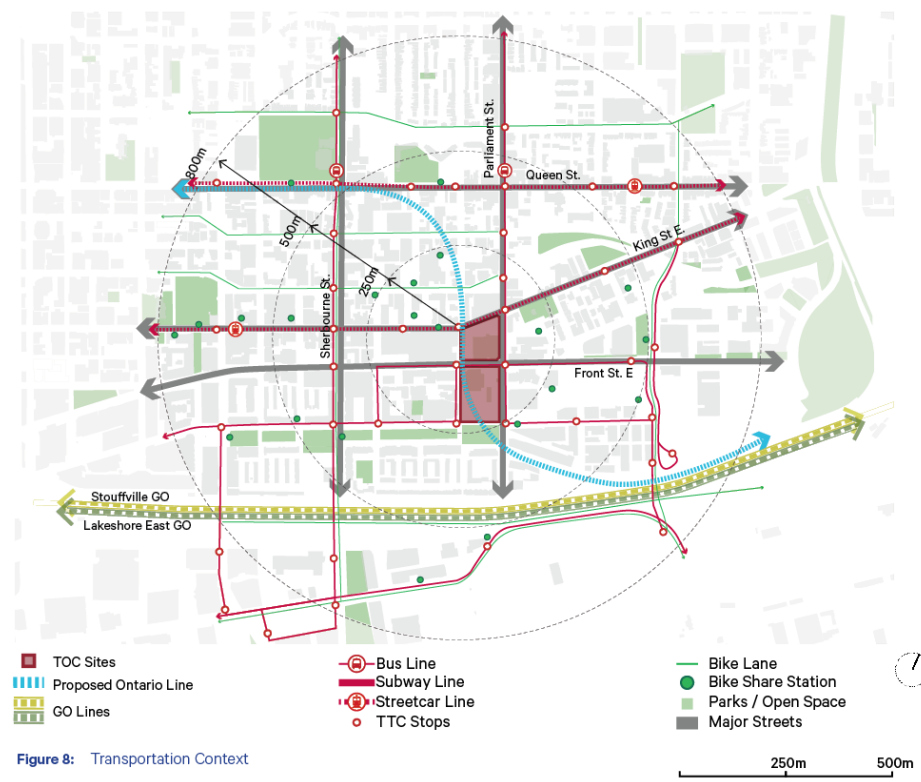 Parliament St.
800m
Queen St.
500m
King St E.
250m
Sherbourne St.
Front St. E
Stouffville GO
Lakeshore East GO
TOC Sites
Proposed Ontario Line
GO Lines
Bus Line
Subway Line
Streetcar Line
TTC Stops
Bike Lane
Bike Share Station
Parks / Open Space
Major Streets
Figure 8: Transportation Context
250m 500m